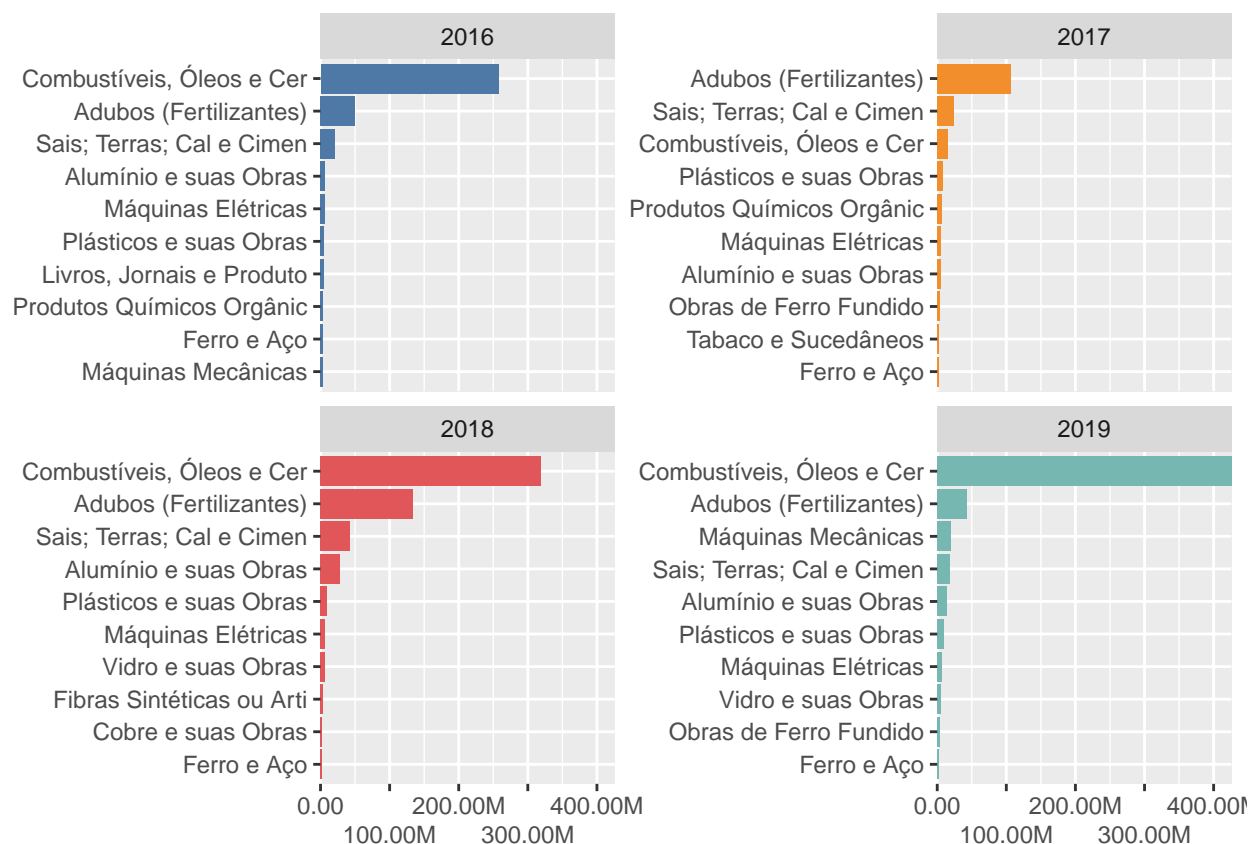 2016
Combustíveis, Óleos e Cer
Adubos (Fertilizantes)
Sais; Terras; Cal e Cimen
Alumínio e suas Obras
Máquinas Elétricas
Plásticos e suas Obras
Livros, Jornais e Produto
Produtos Químicos Orgânic
Ferro e Aço
Máquinas Mecânicas
2017
Adubos (Fertilizantes)
Sais; Terras; Cal e Cimen
Combustíveis, Óleos e Cer
Plásticos e suas Obras
Produtos Químicos Orgânic
Máquinas Elétricas
Alumínio e suas Obras
Obras de Ferro Fundido
Tabaco e Sucedâneos
Ferro e Aço
2018
Combustíveis, Óleos e Cer
Adubos (Fertilizantes)
Sais; Terras; Cal e Cimen
Alumínio e suas Obras
Plásticos e suas Obras
Máquinas Elétricas
Vidro e suas Obras
Fibras Sintéticas ou Arti
Cobre e suas Obras
Ferro e Aço
0.00 200.00M 400.00M
100.00M 300.00M
2019
Combustíveis, Óleos e Cer
Adubos (Fertilizantes)
Máquinas Mecânicas
Sais; Terras; Cal e Cimen
Alumínio e suas Obras
Plásticos e suas Obras
Máquinas Elétricas
Vidro e suas Obras
Obras de Ferro Fundido
Ferro e Aço
0.00 200.00M 400.00M
100.00M 300.00M